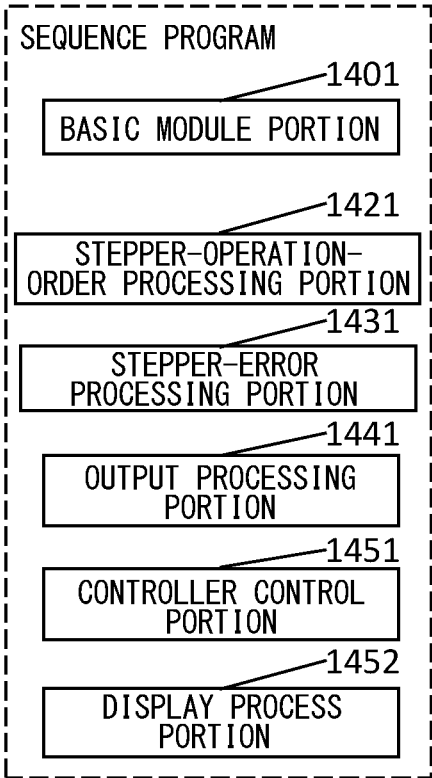 SEQUENCE PROGRAM
1401
BASIC MODULE PORTION
1421
STEPPER-OPERATION-
ORDER PROCESSING PORTION
1431
STEPPER-ERROR
PROCESSING PORTION
1441
OUTPUT PROCESSING
PORTION
1451
CONTROLLER CONTROL
PORTION
1452
DISPLAY PROCESS
PORTION